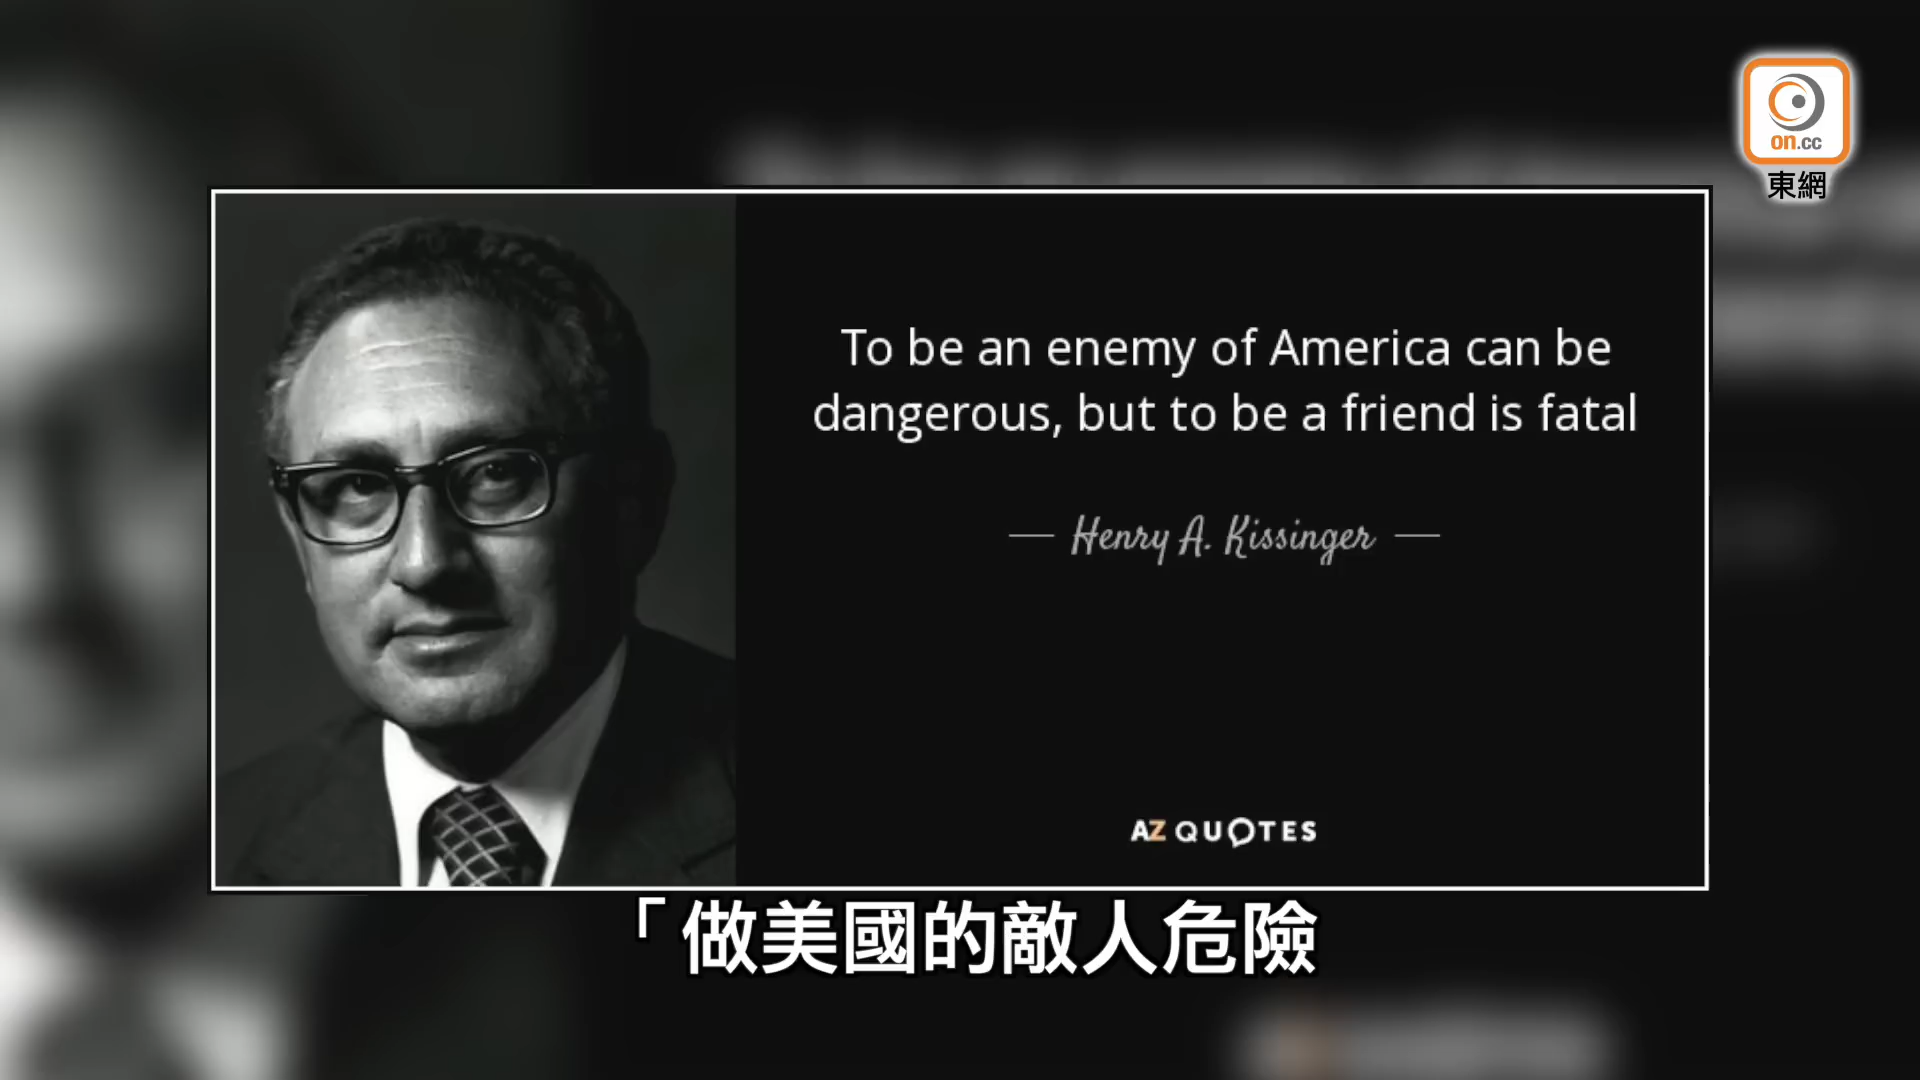 on.cc
東網
To be an enemy of America can be
dangerous, but to be a friend is fatal
Henry A. Kissinger
AZ QUOTES
「做美國的敵人危險